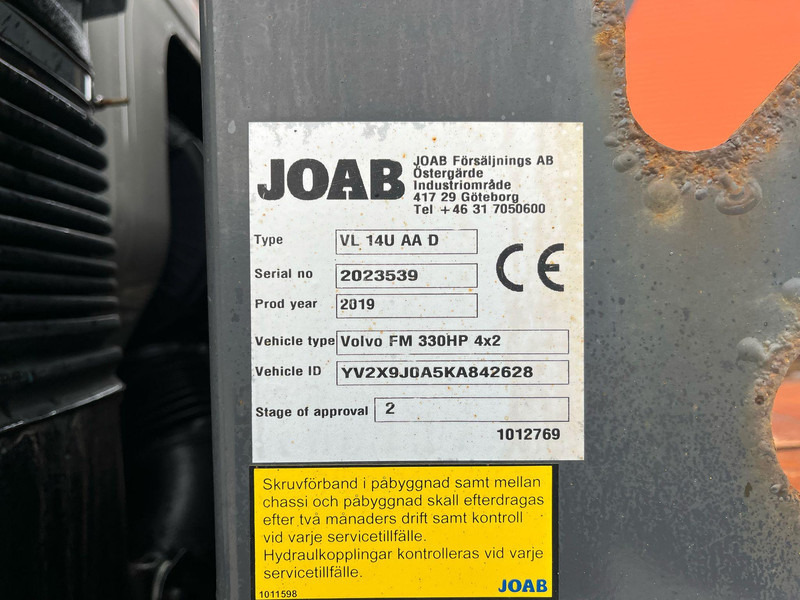 JOAB
JOAB Försäljnings AB
Östergärde
Industriområde
417 29 Göteborg
Tel +46 31 7050600
Type VL 14U AA D
Serial no 2023539
Prod year 2019
CE
Vehicle type Volvo FM 330HP 4x2
Vehicle ID YV2X9J0A5KA842628
Stage of approval 2
1012769
Skruvförband i påbyggnad samt mellan
chassi och påbyggnad skall efterdragas
efter två månaders drift samt kontroll
vid varje servicetillfälle.
Hydraulkopplingar kontrolleras vid varje
servicetillfälle.
1011598 JOAB